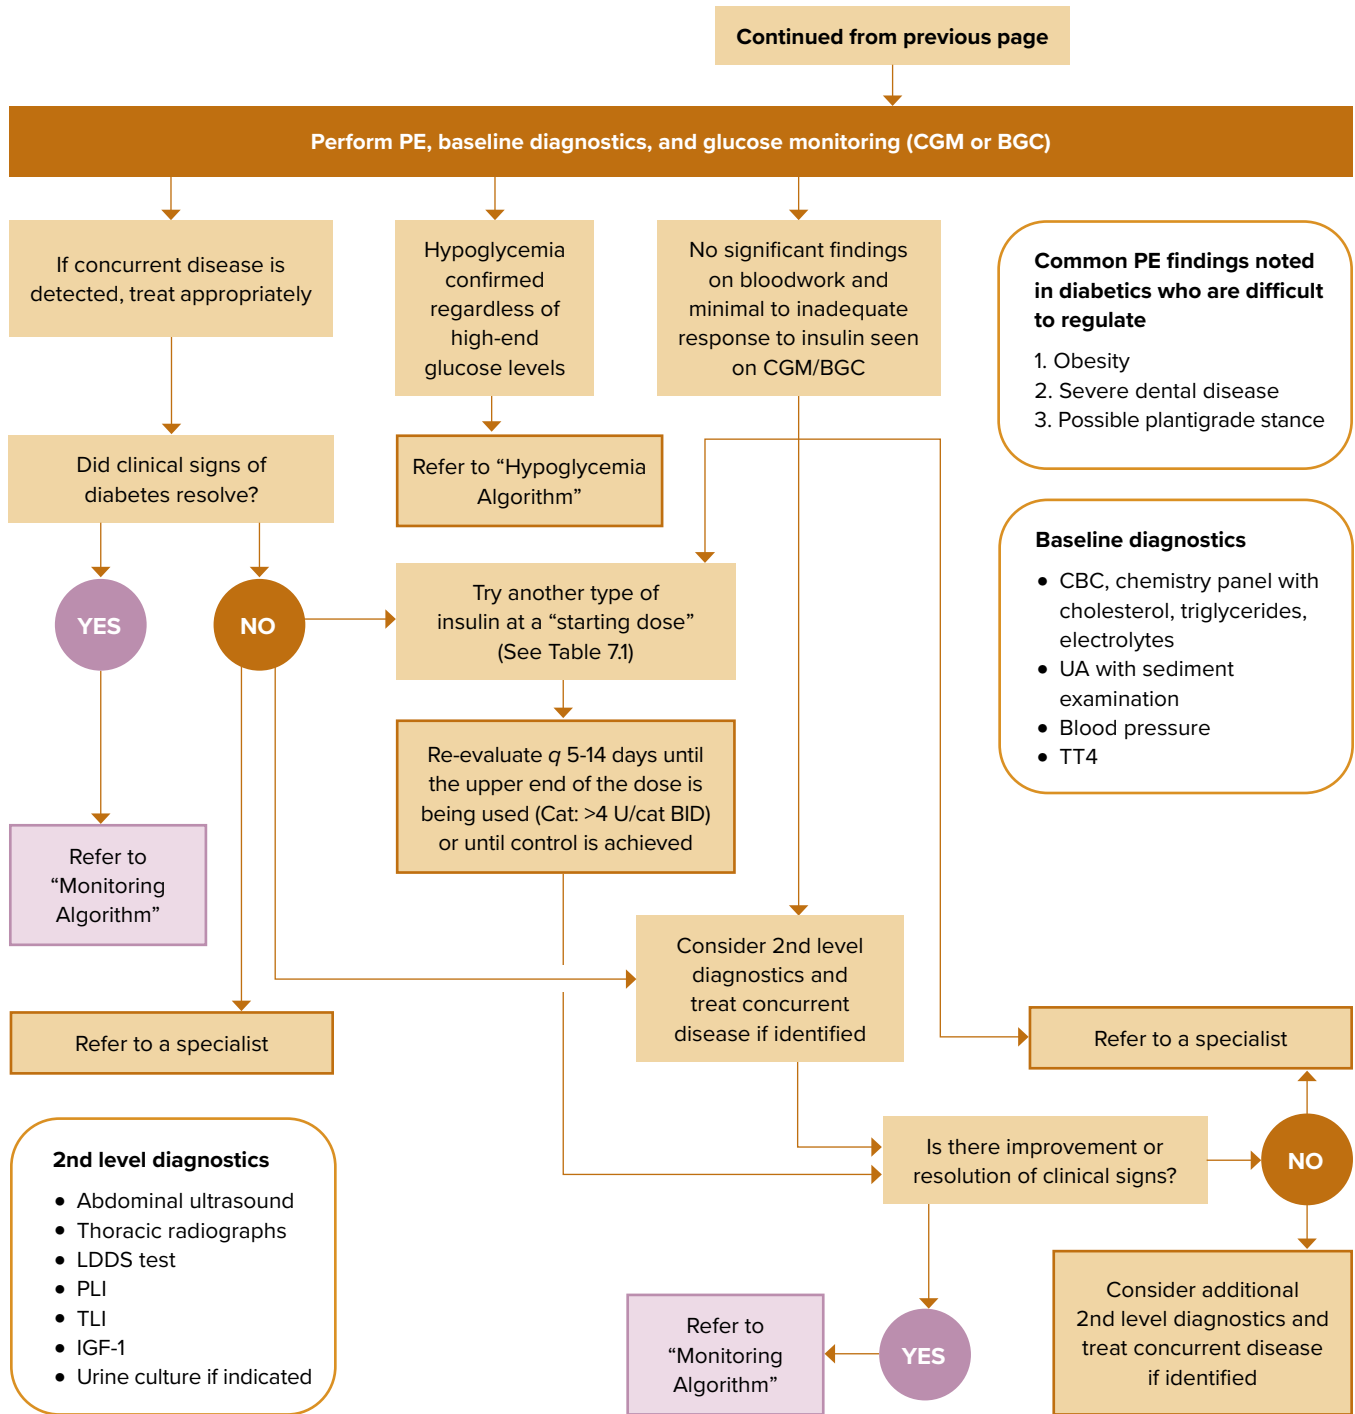 Continued from previous page
Perform PE, baseline diagnostics, and glucose monitoring (CGM or BGC)
If concurrent disease is
detected, treat appropriately
Hypoglycemia
confirmed
regardless of
high-end
glucose levels
No significant findings
on bloodwork and
minimal to inadequate
response to insulin seen
on CGM/BGC
Common PE findings noted
in diabetics who are difficult
to regulate
1. Obesity
2. Severe dental disease
3. Possible plantigrade stance
Did clinical signs of
diabetes resolve?
Refer to “Hypoglycemia
Algorithm”
Baseline diagnostics
• CBC, chemistry panel with
cholesterol, triglycerides,
electrolytes
• UA with sediment
examination
• Blood pressure
• TT4
YES
NO
Try another type of
insulin at a “starting dose”
(See Table 7.1)
Re-evaluate q 5-14 days until
the upper end of the dose is
being used (Cat: >4 U/cat BID)
or until control is achieved
Refer to
“Monitoring
Algorithm”
Consider 2nd level
diagnostics and
treat concurrent
disease if identified
Refer to a specialist
Refer to a specialist
2nd level diagnostics
• Abdominal ultrasound
• Thoracic radiographs
• LDDS test
• PLI
• TLI
• IGF-1
• Urine culture if indicated
Is there improvement or
resolution of clinical signs?
NO
YES
Refer to
“Monitoring
Algorithm”
Consider additional
2nd level diagnostics and
treat concurrent disease
if identified